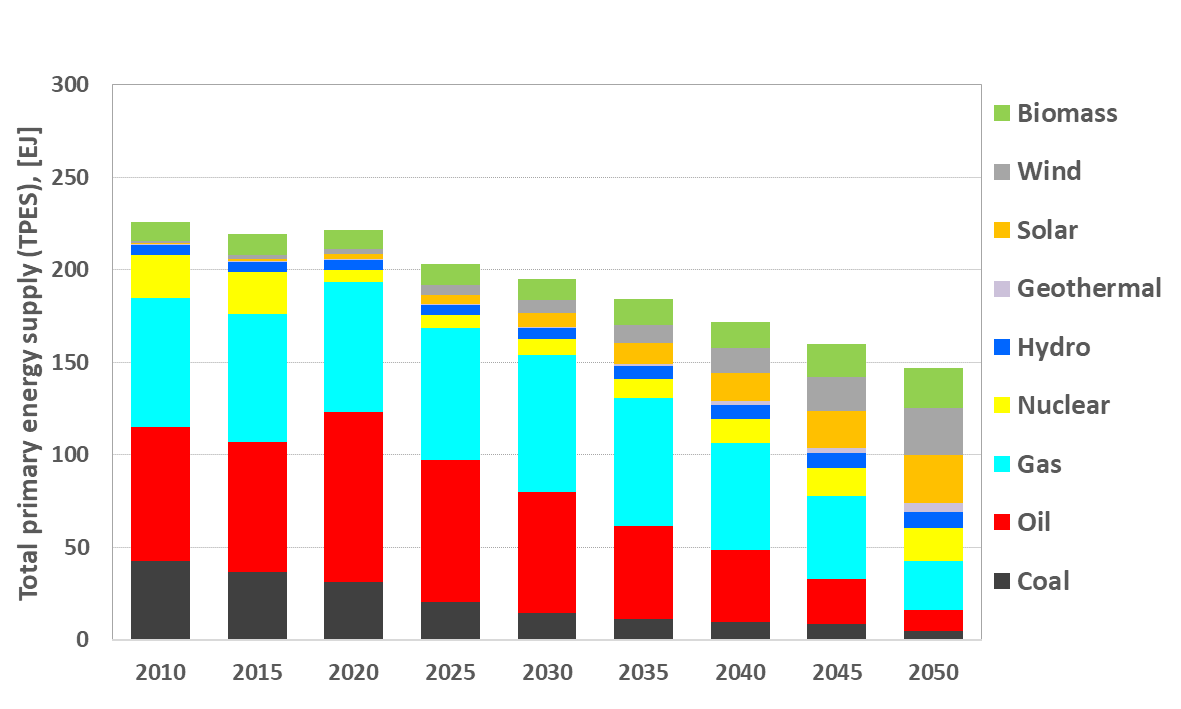 Total primary energy supply (TPES), [EJ]
300
250
200
150
100
50
0
2010 2015 2020 2025 2030 2035 2040 2045 2050
Biomass
Wind
Solar
Geothermal
Hydro
Nuclear
Gas
Oil
Coal